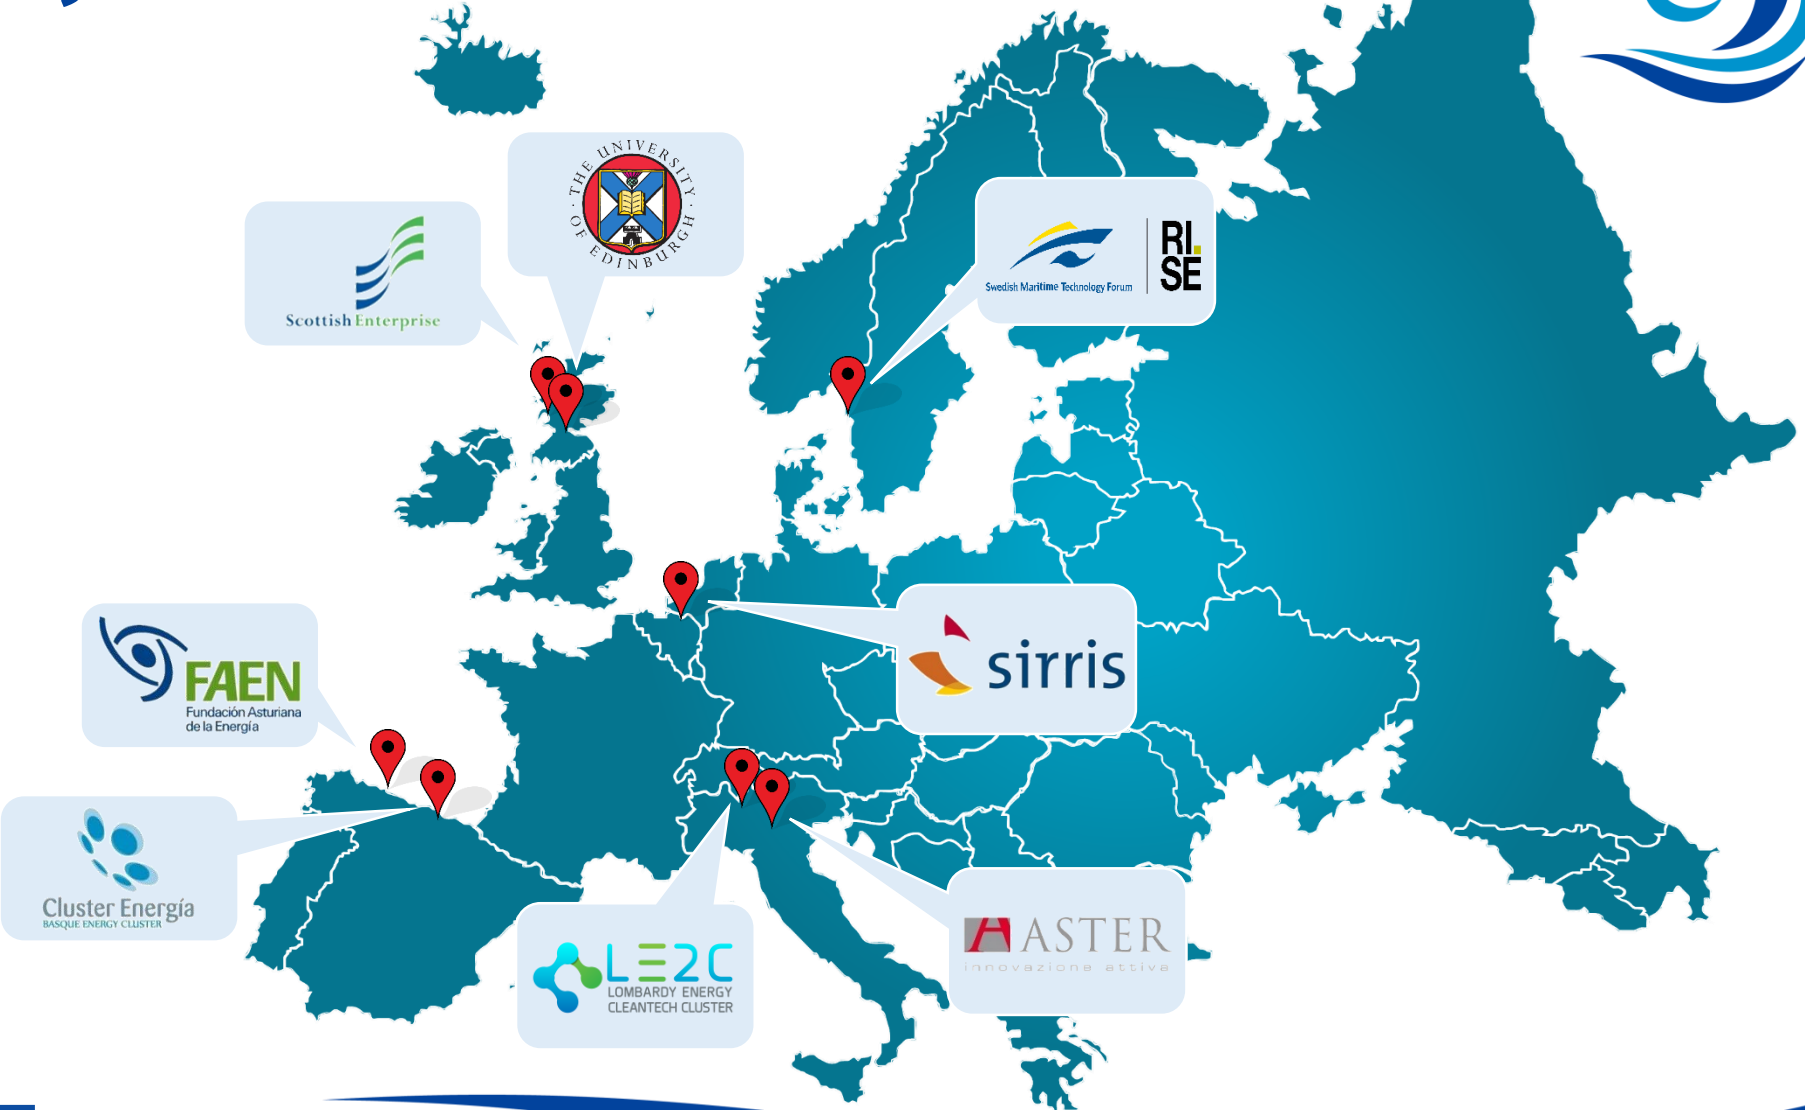 THE UNIVERSITY
OF EDINBURGH
Scottish Enterprise
Swedish Maritime Technology Forum
RI.
SE
FAEN
Fundación Asturiana
de la Energía
sirris
Cluster Energía
BASQUE ENERGY CLUSTER
LE2C
LOMBARDY ENERGY
CLEANTECH CLUSTER
ASTER
innovazione attiva